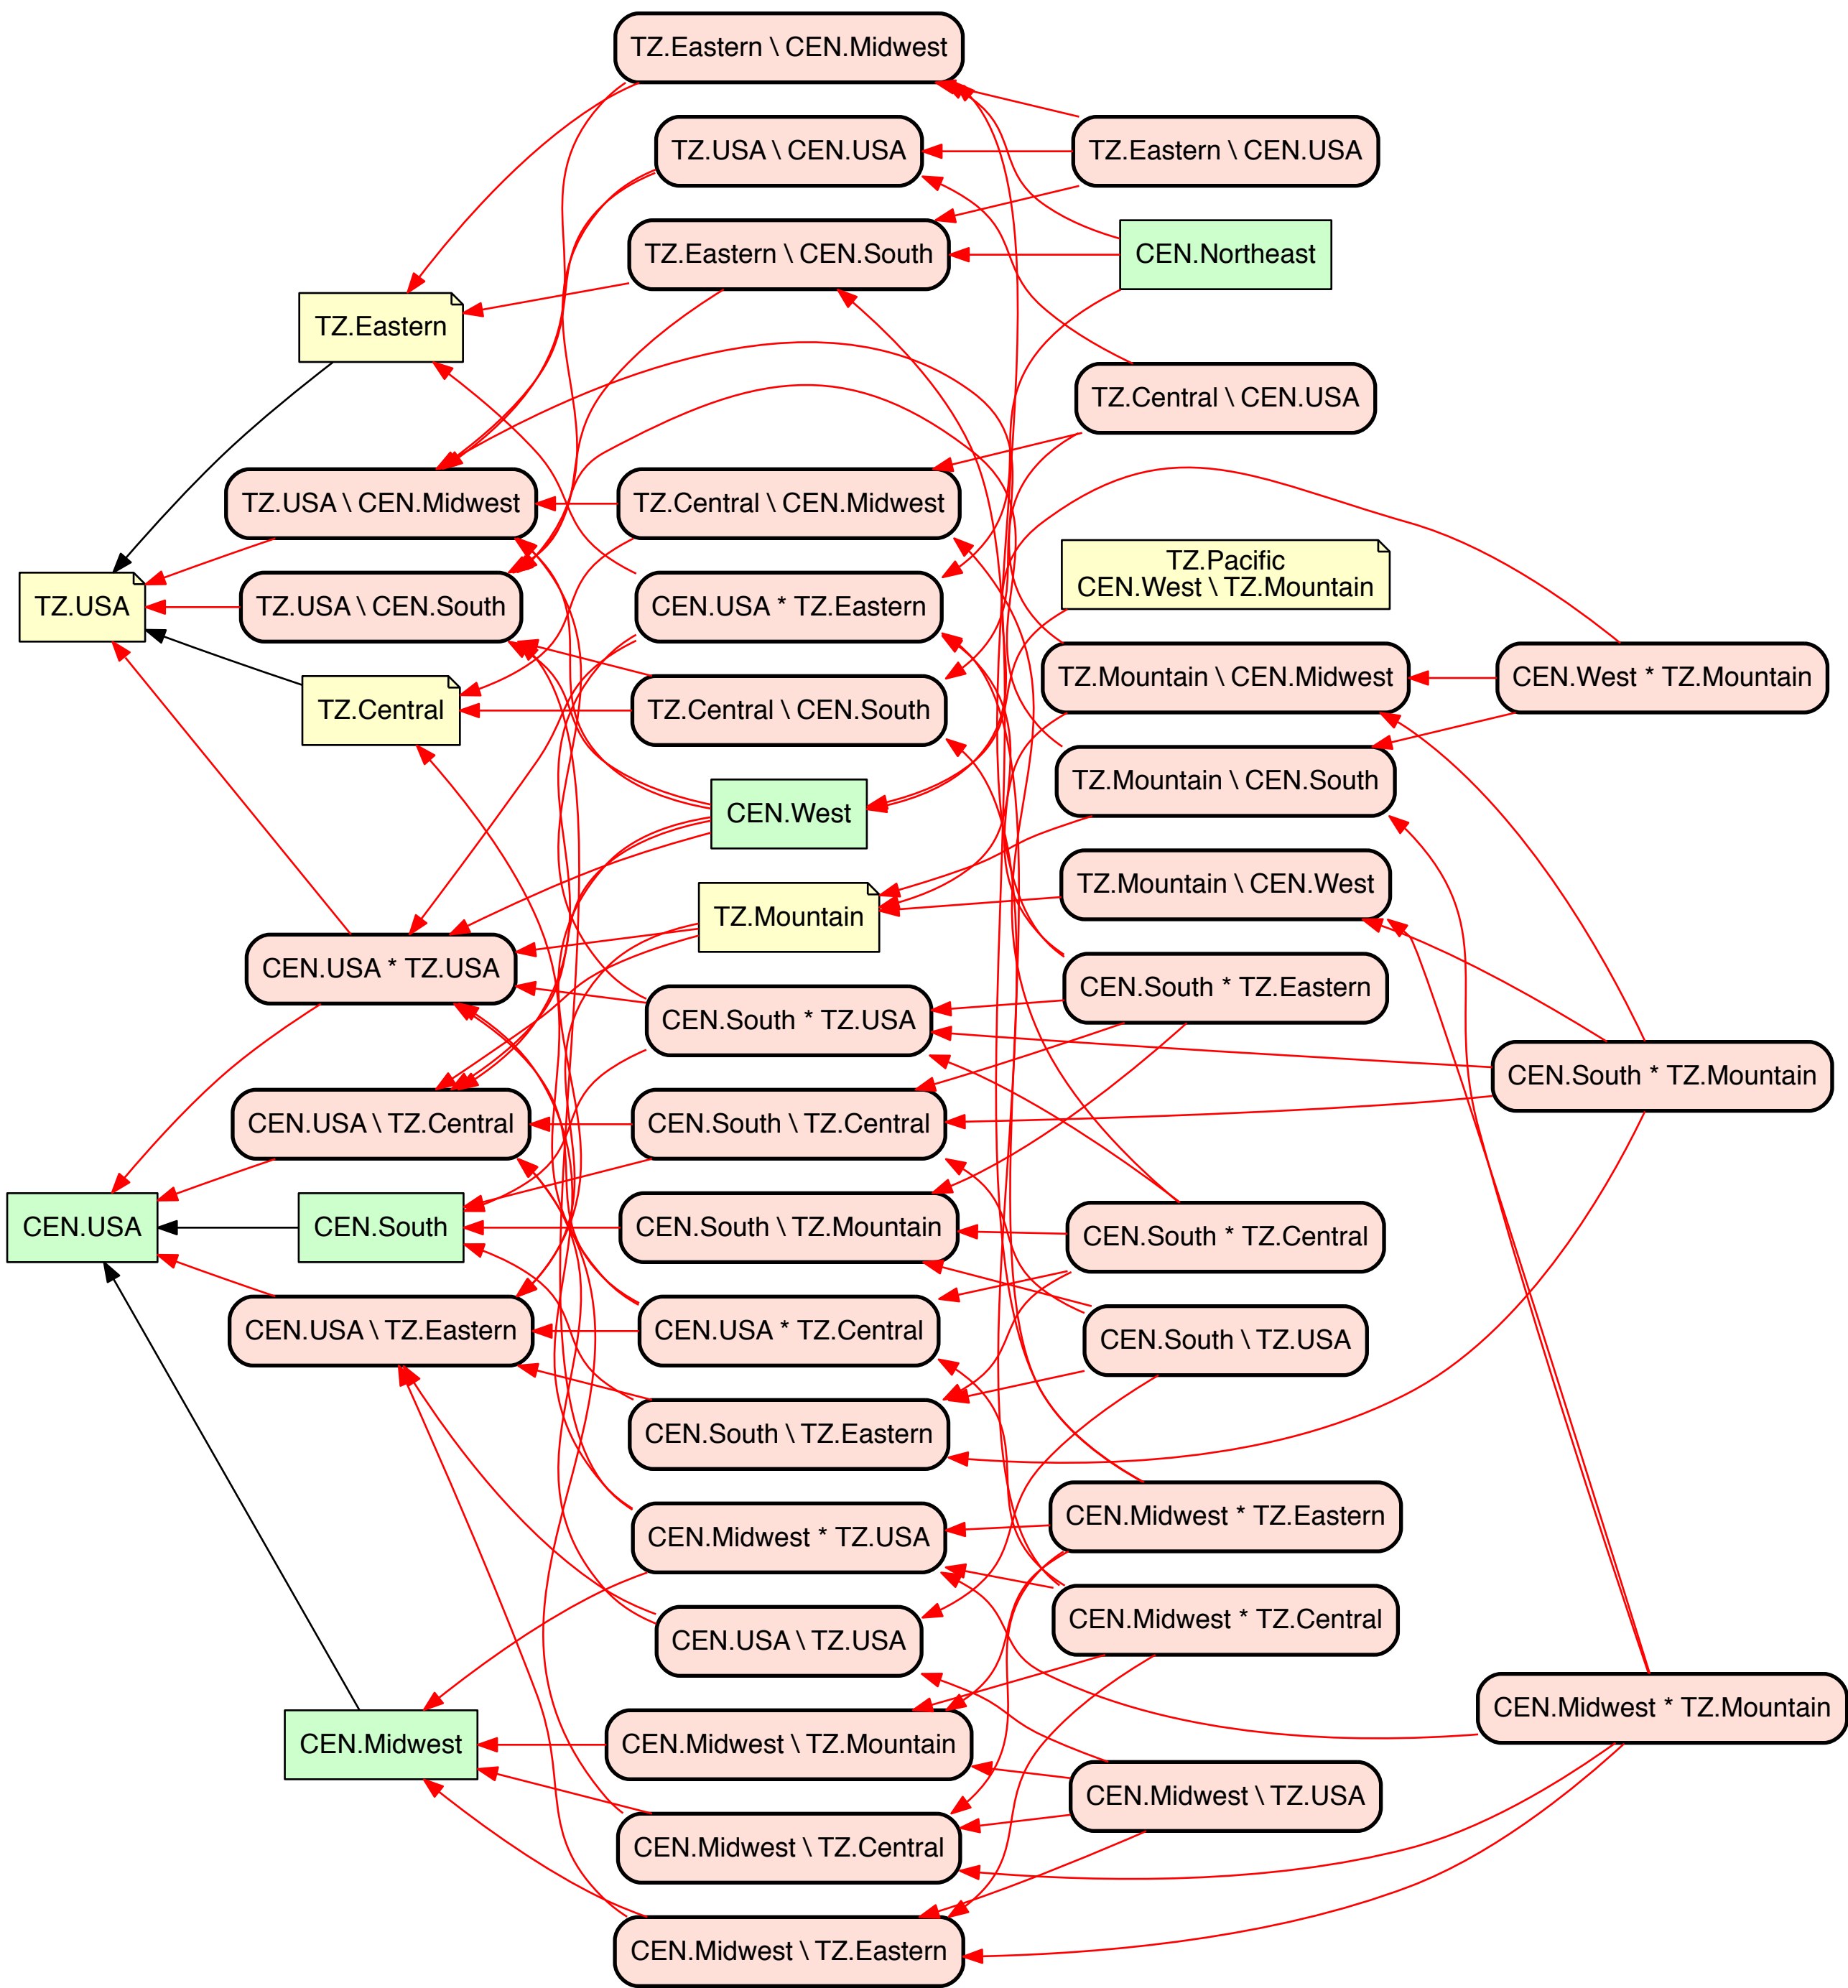 TZ.Eastern \ CEN.Midwest
TZ.USA \ CEN.USA
TZ.Eastern \ CEN.USA
TZ.Eastern \ CEN.South
CEN.Northeast
TZ.Eastern
TZ.Central \ CEN.USA
TZ.USA \ CEN.Midwest
TZ.Central \ CEN.Midwest
TZ.Pacific
CEN.West \ TZ.Mountain
TZ.USA
TZ.USA \ CEN.South
CEN.USA * TZ.Eastern
TZ.Mountain \ CEN.Midwest
CEN.West * TZ.Mountain
TZ.Central
TZ.Central \ CEN.South
TZ.Mountain \ CEN.South
CEN.West
TZ.Mountain \ CEN.West
TZ.Mountain
CEN.USA * TZ.USA
CEN.South * TZ.Eastern
CEN.South * TZ.USA
CEN.South * TZ.Mountain
CEN.USA \ TZ.Central
CEN.South \ TZ.Central
CEN.USA
CEN.South
CEN.South \ TZ.Mountain
CEN.South * TZ.Central
CEN.USA \ TZ.Eastern
CEN.USA * TZ.Central
CEN.South \ TZ.USA
CEN.South \ TZ.Eastern
CEN.Midwest * TZ.Eastern
CEN.Midwest * TZ.USA
CEN.Midwest * TZ.Central
CEN.USA \ TZ.USA
CEN.Midwest * TZ.Mountain
CEN.Midwest
CEN.Midwest \ TZ.Mountain
CEN.Midwest \ TZ.USA
CEN.Midwest \ TZ.Central
CEN.Midwest \ TZ.Eastern